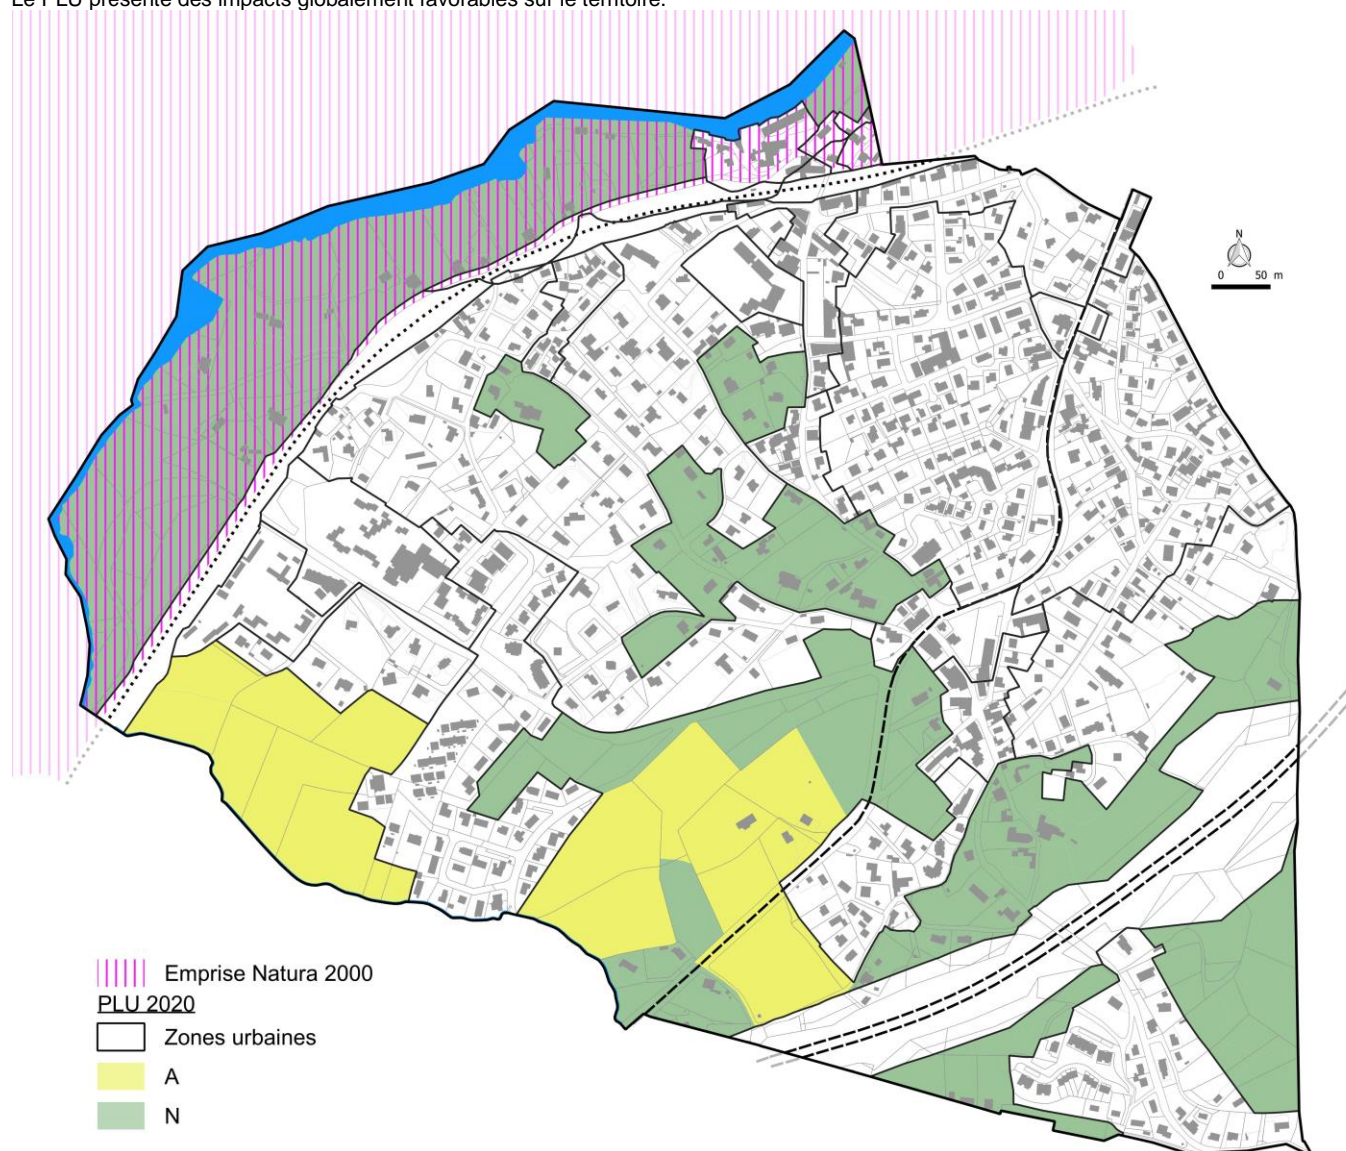 Le PLU présente des impacts globalement favorables sur le territoire.
N
0 50 m
Emprise Natura 2000
PLU 2020
Zones urbaines
A
N